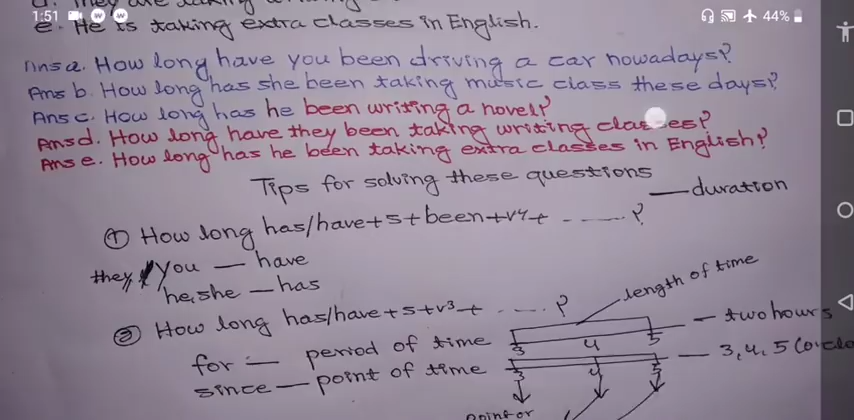 1:51 44%
e. He is taking extra classes in English.
Ans a. How long have you been driving a car nowadays?
Ans b. How long has she been taking music class these days?
Ans c. How long has he been writing a novel?
Ans d. How long have they been taking writing classes?
Ans e. How long has he been taking extra classes in English?
Tips for solving these questions
— duration
① How long has/have+s+been+v4+ ------?
they, I/You — have
he, she — has
② How long has/have+s+v3+ ----?
length of time
for — period of time
3 4 5 — two hours
since — point of time
3 4 5 — 3, 4, 5
point or